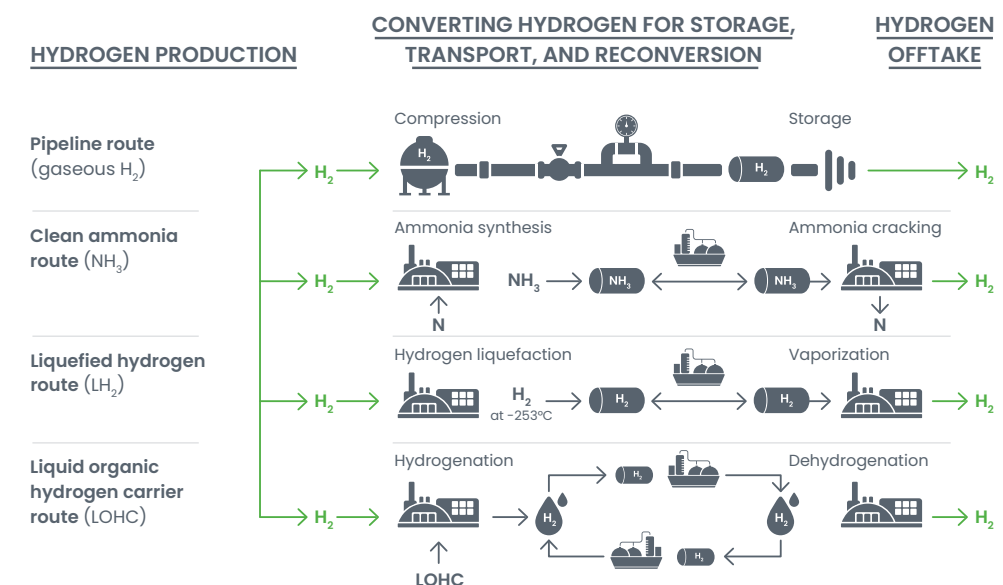 HYDROGEN PRODUCTION
CONVERTING HYDROGEN FOR STORAGE,
TRANSPORT, AND RECONVERSION
HYDROGEN
OFFTAKE
Pipeline route
(gaseous H₂)
H₂
Compression
H₂
H₂
Storage
H₂
Clean ammonia
route (NH₃)
H₂
Ammonia synthesis
N
NH₃
NH₃
NH₃
Ammonia cracking
N
H₂
Liquefied hydrogen
route (LH₂)
H₂
Hydrogen liquefaction
H₂
at -253°C
H₂
H₂
Vaporization
H₂
Liquid organic
hydrogen carrier
route (LOHC)
H₂
Hydrogenation
LOHC
H₂
H₂
H₂
H₂
Dehydrogenation
H₂